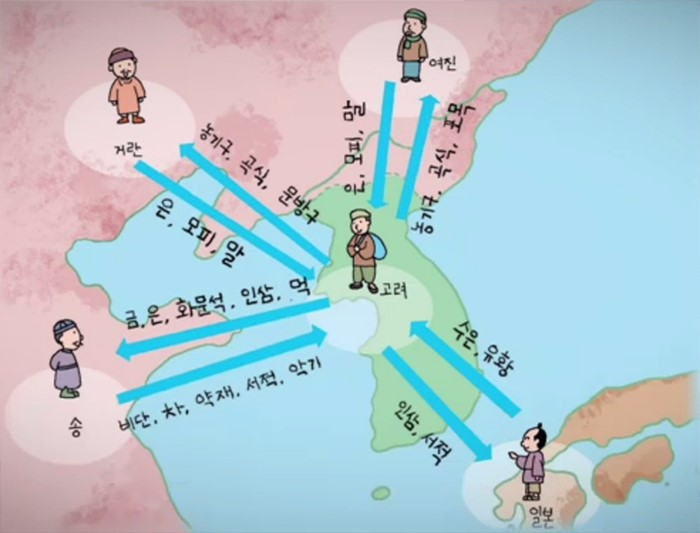 여진
거란
은, 모피, 말
농기구, 곡식, 포목
농기구, 곡식, 문방구
은, 모피, 말
고려
금, 은, 화문석, 인삼, 먹
비단, 차, 약재, 서적, 악기
송
수은, 유황
인삼, 서적
일본